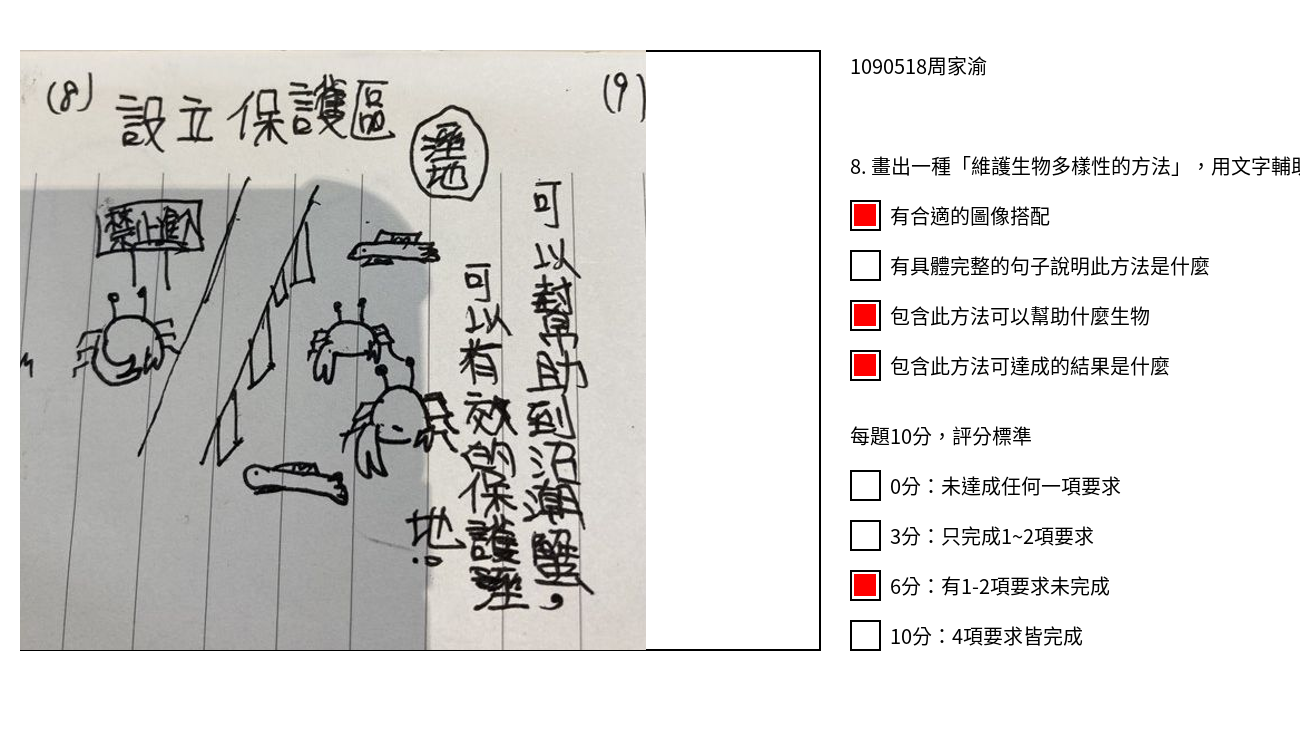 (8) 設立保護區
(9)
溼地
禁止進入
可以幫助到沼潮蟹，
可以有效的保護溼
地。
1090518周家渝
8. 畫出一種「維護生物多樣性的方法」，用文字輔助
有合適的圖像搭配
有具體完整的句子說明此方法是什麼
包含此方法可以幫助什麼生物
包含此方法可達成的結果是什麼
每題10分，評分標準
0分：未達成任何一項要求
3分：只完成1~2項要求
6分：有1-2項要求未完成
10分：4項要求皆完成